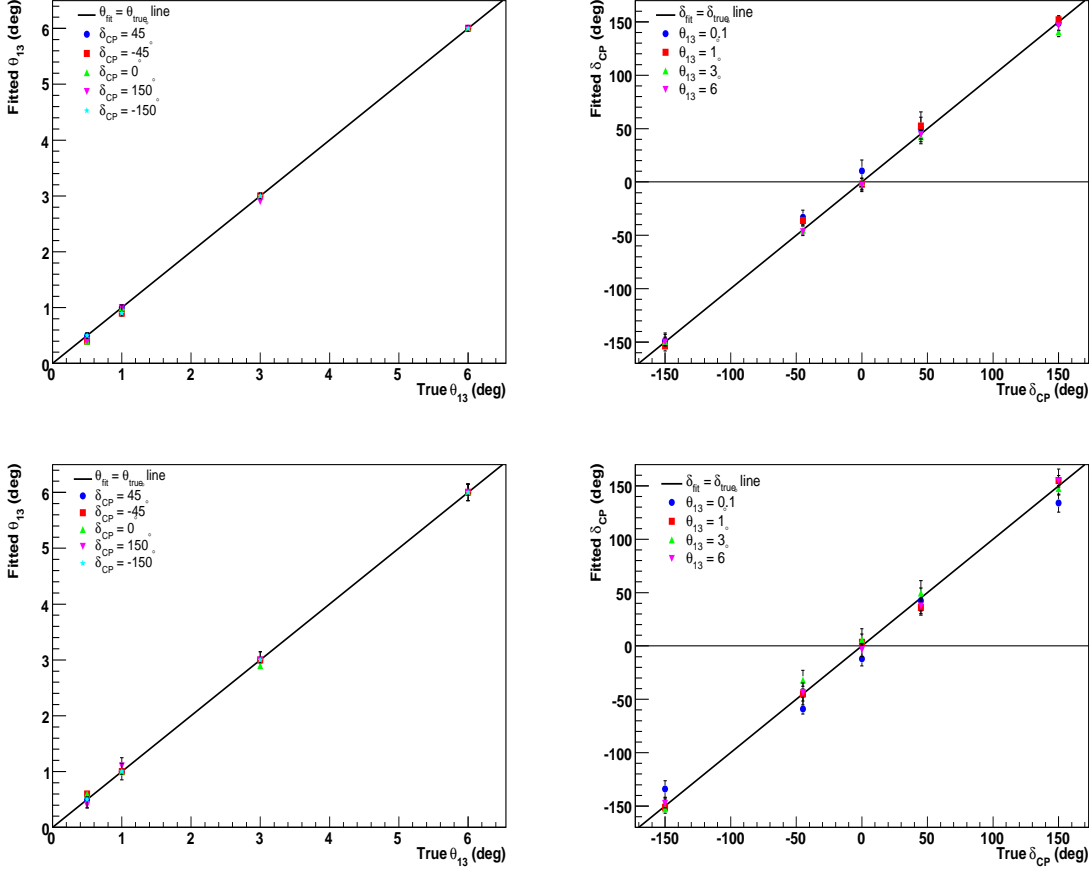 Fitted θ13 (deg)
θfit = θtrue line
δCP = 45°
δCP = -45°
δCP = 0°
δCP = 150°
δCP = -150°
6
5
4
3
2
1
0
0 1 2 3 4 5 6
True θ13 (deg)
Fitted δCP (deg)
δfit = δtrue line
θ13 = 0.1°
θ13 = 1°
θ13 = 3°
θ13 = 6°
150
100
50
0
-50
-100
-150
-150 -100 -50 0 50 100 150
True δCP (deg)
Fitted θ13 (deg)
θfit = θtrue line
δCP = 45°
δCP = -45°
δCP = 0°
δCP = 150°
δCP = -150
6
5
4
3
2
1
0
0 1 2 3 4 5 6
True θ13 (deg)
Fitted δCP (deg)
δfit = δtrue line
θ13 = 0.1°
θ13 = 1°
θ13 = 3°
θ13 = 6
150
100
50
0
-50
-100
-150
-150 -100 -50 0 50 100 150
True δCP (deg)